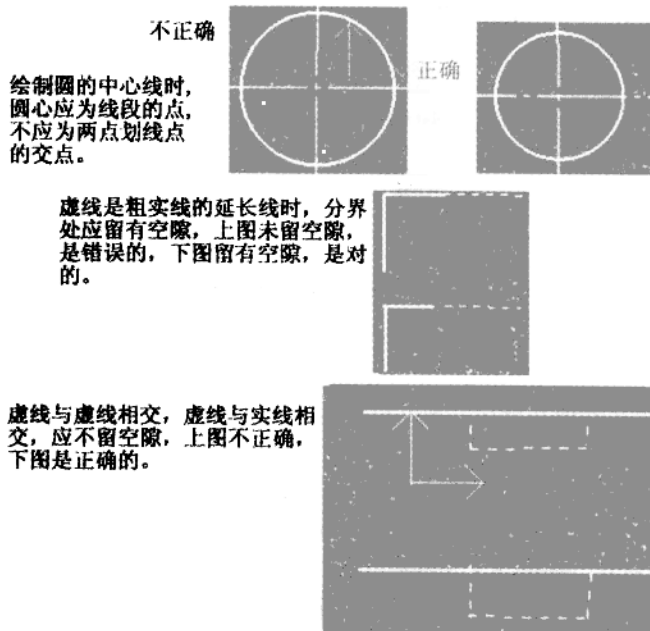 不正确
正确
绘制圆的中心线时，
圆心应为线段的点，
不应为两点划线点
的交点。
虚线是粗实线的延长线时，分界
处应留有空隙，上图未留空隙，
是错误的，下图留有空隙，是对
的。
虚线与虚线相交，虚线与实线相
交，应不留空隙，上图不正确，
下图是正确的。